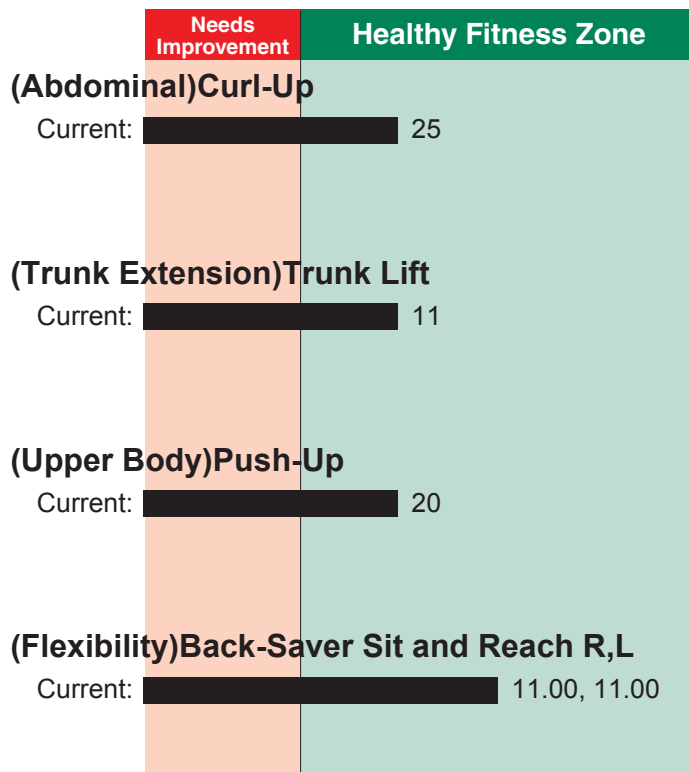 Needs
Improvement
Healthy Fitness Zone
(Abdominal)Curl-Up
Current: 25
(Trunk Extension)Trunk Lift
Current: 11
(Upper Body)Push-Up
Current: 20
(Flexibility)Back-Saver Sit and Reach R,L
Current: 11.00, 11.00